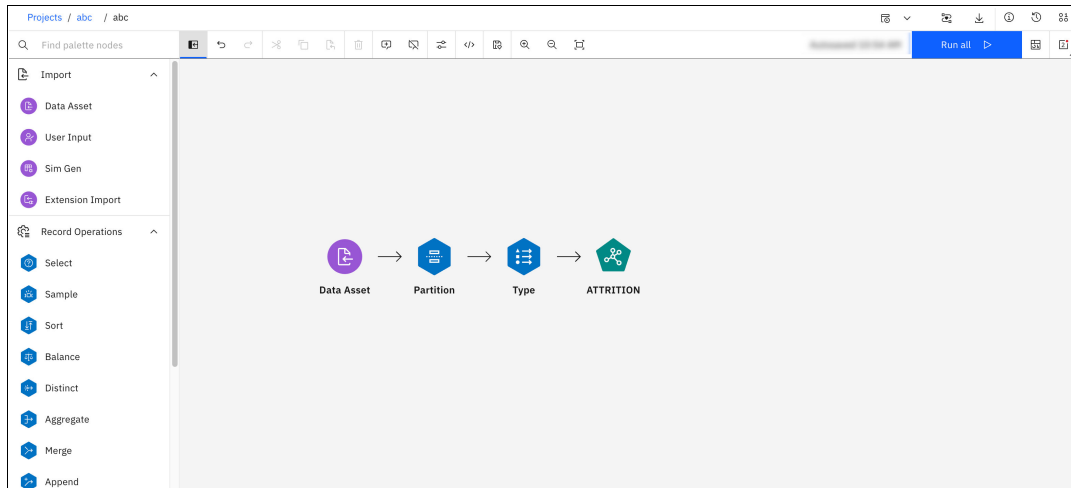 Projects / abc / abc
Find palette nodes
Run all
Import
Data Asset
User Input
Sim Gen
Extension Import
Record Operations
Select
Sample
Sort
Balance
Distinct
Aggregate
Merge
Append
Data Asset
Partition
Type
ATTRITION